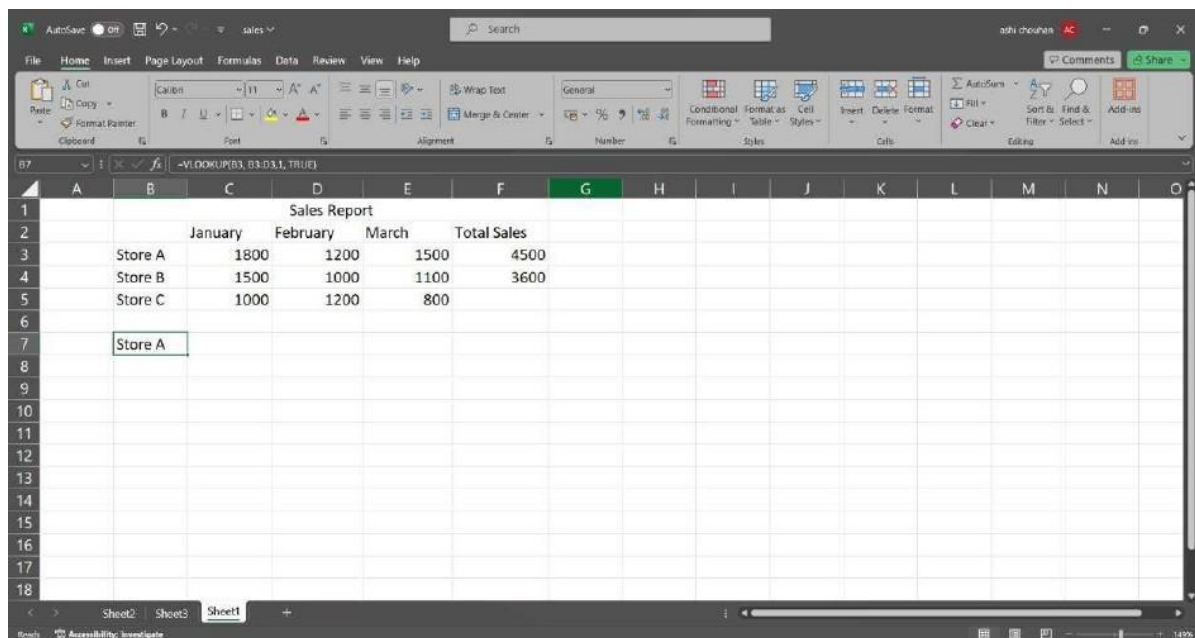 AutoSave Off sales Search ashi chouhan AC
File Home Insert Page Layout Formulas Data Review View Help Comments Share
Paste Cut Copy Format Painter Clipboard
Calibri 11 A A B I U A Font
Wrap Text Merge & Center Alignment
General % Number
Conditional Formatting Format as Table Cell Styles Styles
Insert Delete Format Cells
AutoSum Fill Clear Sort & Filter Find & Select Editing
Add-ins Add-ins
B7 fx =VLOOKUP(B3, B3:D3,1, TRUE)
A B C D E F G H I J K L M N O
1 Sales Report
2 January February March Total Sales
3 Store A 1800 1200 1500 4500
4 Store B 1500 1000 1100 3600
5 Store C 1000 1200 800
6
7 Store A
8
9
10
11
12
13
14
15
16
17
18
Sheet2 Sheet3 Sheet1 +
Ready Accessibility: Investigate 149%